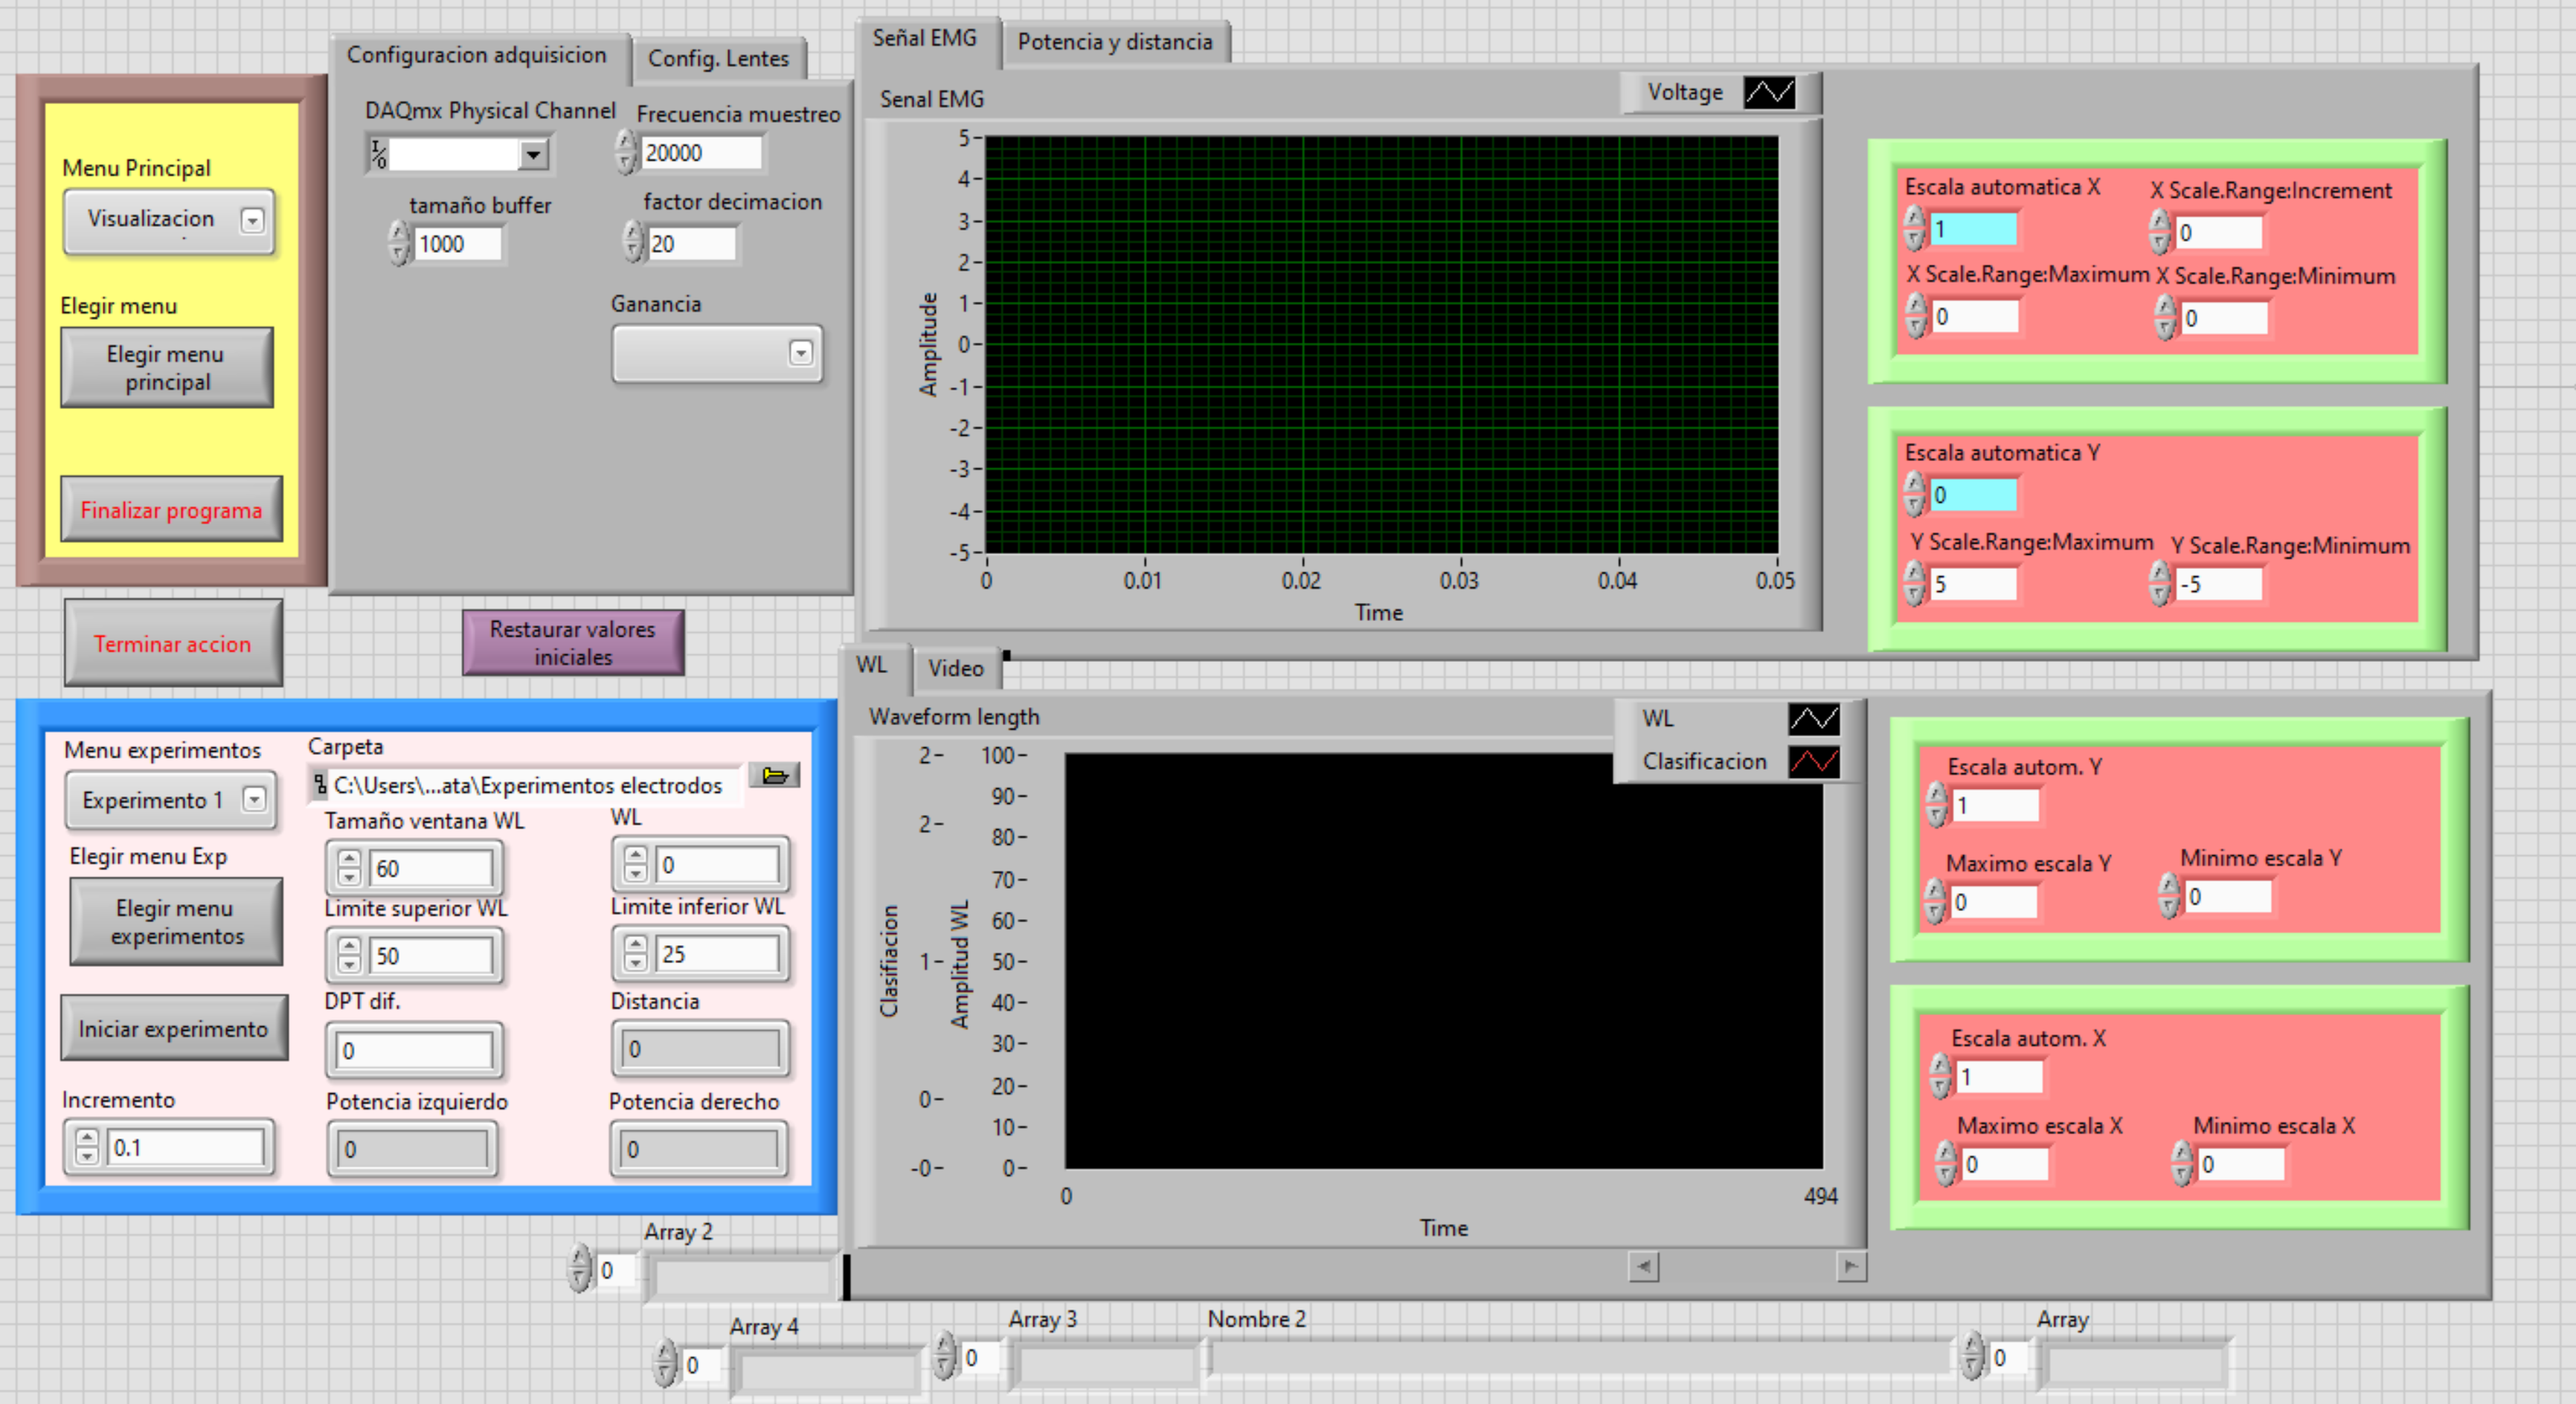 Configuracion adquisicion
Config. Lentes
Señal EMG
Potencia y distancia
Menu Principal
Visualizacion
Elegir menu
Elegir menu
principal
Finalizar programa
Terminar accion
DAQmx Physical Channel
Frecuencia muestreo
I/0
20000
tamaño buffer
factor decimacion
1000
20
Ganancia
Restaurar valores
iniciales
Senal EMG
Voltage
Amplitude
5
4
3
2
1
0
-1
-2
-3
-4
-5
0
0.01
0.02
0.03
0.04
0.05
Time
Escala automatica X
X Scale.Range:Increment
1
0
X Scale.Range:Maximum
X Scale.Range:Minimum
0
0
Escala automatica Y
0
Y Scale.Range:Maximum
Y Scale.Range:Minimum
5
-5
Menu experimentos
Carpeta
Experimento 1
C:\Users\...ata\Experimentos electrodos
Tamaño ventana WL
WL
60
0
Elegir menu Exp
Elegir menu
experimentos
Limite superior WL
Limite inferior WL
50
25
Iniciar experimento
DPT dif.
Distancia
0
0
Incremento
Potencia izquierdo
Potencia derecho
0.1
0
0
WL
Video
Waveform length
WL
Clasificacion
Clasifiacion
2
2
1
0
-0
Amplitud WL
100
90
80
70
60
50
40
30
20
10
0
0
494
Time
Escala autom. Y
1
Maximo escala Y
Minimo escala Y
0
0
Escala autom. X
1
Maximo escala X
Minimo escala X
0
0
Array 2
0
Array 4
0
Array 3
0
Nombre 2
Array
0